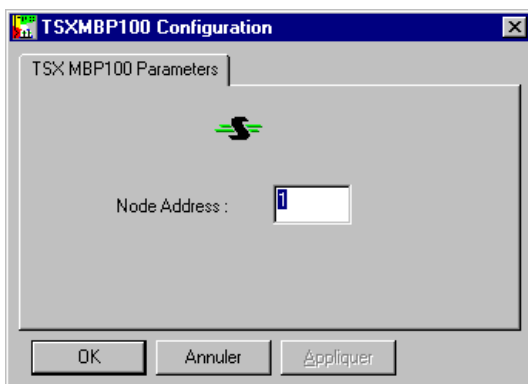 TSXMBP100 Configuration
TSX MBP100 Parameters
Node Address :
1
OK
Annuler
Appliquer